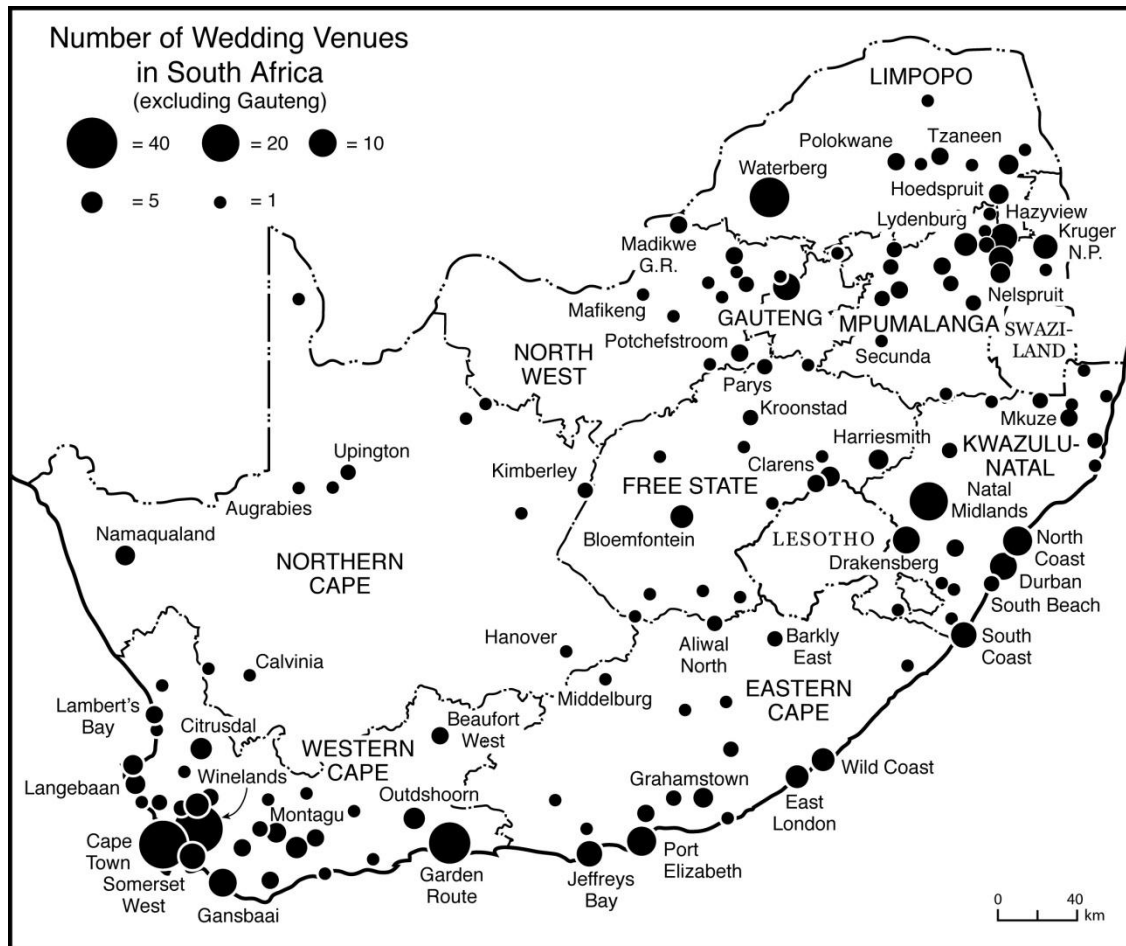 Number of Wedding Venues
in South Africa
(excluding Gauteng)
= 40
= 20
= 10
= 5
= 1
LIMPOPO
Polokwane
Tzaneen
Waterberg
Hoedspruit
Lydenburg
Hazyview
Kruger
N.P.
Madikwe
G.R.
Mafikeng
Nelspruit
GAUTENG
MPUMALANGA
SWAZI-
LAND
Potchefstroom
Secunda
NORTH
WEST
Parys
Kroonstad
Mkuze
Harriesmith
KWAZULU-
NATAL
Upington
Kimberley
Clarens
Augrabies
FREE STATE
Natal
Midlands
Namaqualand
Bloemfontein
LESOTHO
Drakensberg
North
Coast
NORTHERN
CAPE
Durban
South Beach
Hanover
Aliwal
North
Barkly
East
South
Coast
Calvinia
Middelburg
EASTERN
CAPE
Lambert's
Bay
Citrusdal
Beaufort
West
WESTERN
CAPE
Winelands
Langebaan
Wild Coast
Grahamstown
Outdshoorn
East
London
Montagu
Cape
Town
Somerset
West
Garden
Route
Port
Elizabeth
Jeffreys
Bay
Gansbaai
0 40
km